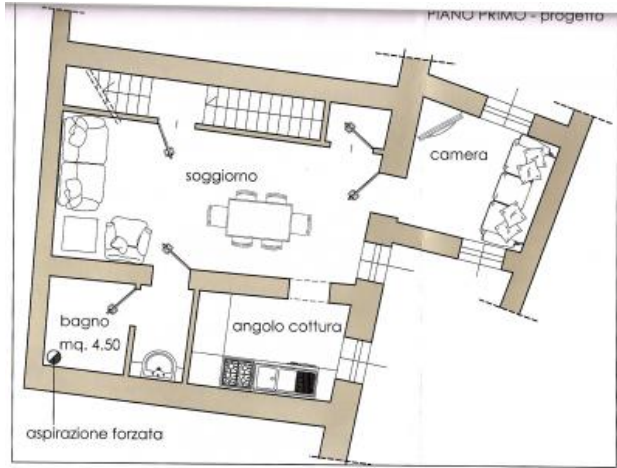 PIANO PRIMO - progetto
camera
soggiorno
bagno
mq. 4.50
angolo cottura
aspirazione forzata